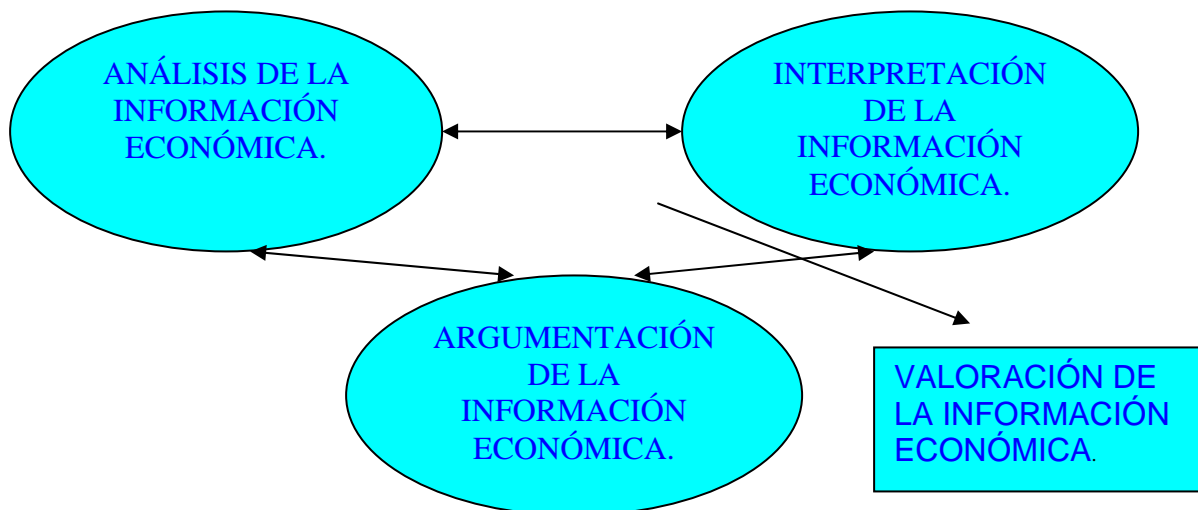 ANÁLISIS DE LA
INFORMACIÓN
ECONÓMICA.
INTERPRETACIÓN
DE LA
INFORMACIÓN
ECONÓMICA.
ARGUMENTACIÓN
DE LA
INFORMACIÓN
ECONÓMICA.
VALORACIÓN DE
LA INFORMACIÓN
ECONÓMICA.